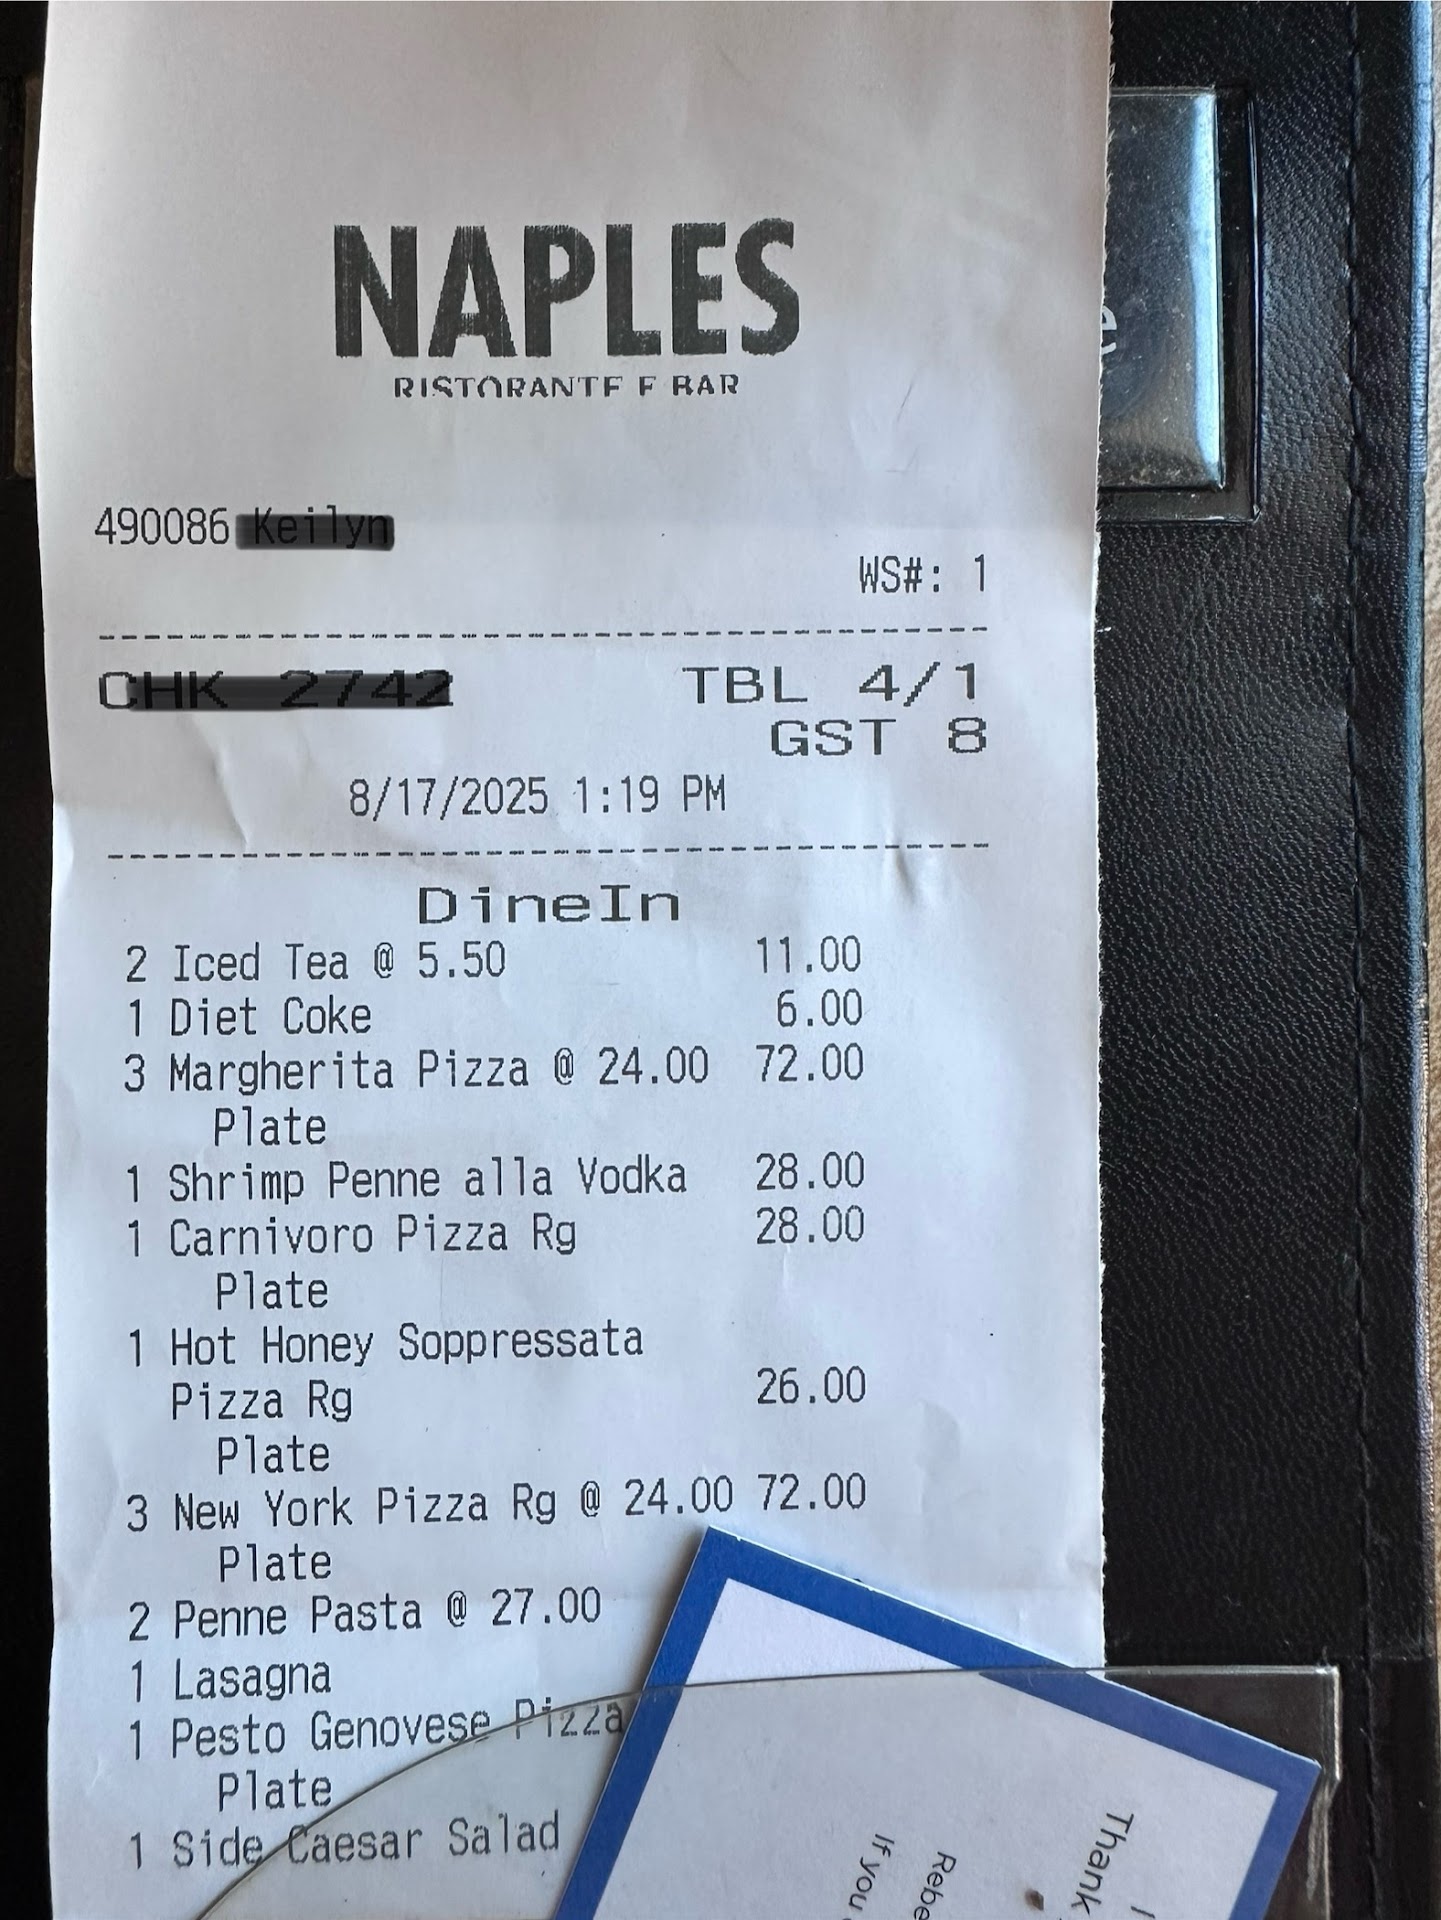 NAPLES
RISTORANTE E BAR
490086 Keilyn
WS#: 1
CHK 2742 TBL 4/1
GST 8
8/17/2025 1:19 PM
DineIn
2 Iced Tea @ 5.50 11.00
1 Diet Coke 6.00
3 Margherita Pizza @ 24.00 72.00
Plate
1 Shrimp Penne alla Vodka 28.00
1 Carnivoro Pizza Rg 28.00
Plate
1 Hot Honey Soppressata
Pizza Rg 26.00
Plate
3 New York Pizza Rg @ 24.00 72.00
Plate
2 Penne Pasta @ 27.00
1 Lasagna
1 Pesto Genovese Pizza
Plate
1 Side Caesar Salad
Thank
Rebe
If you